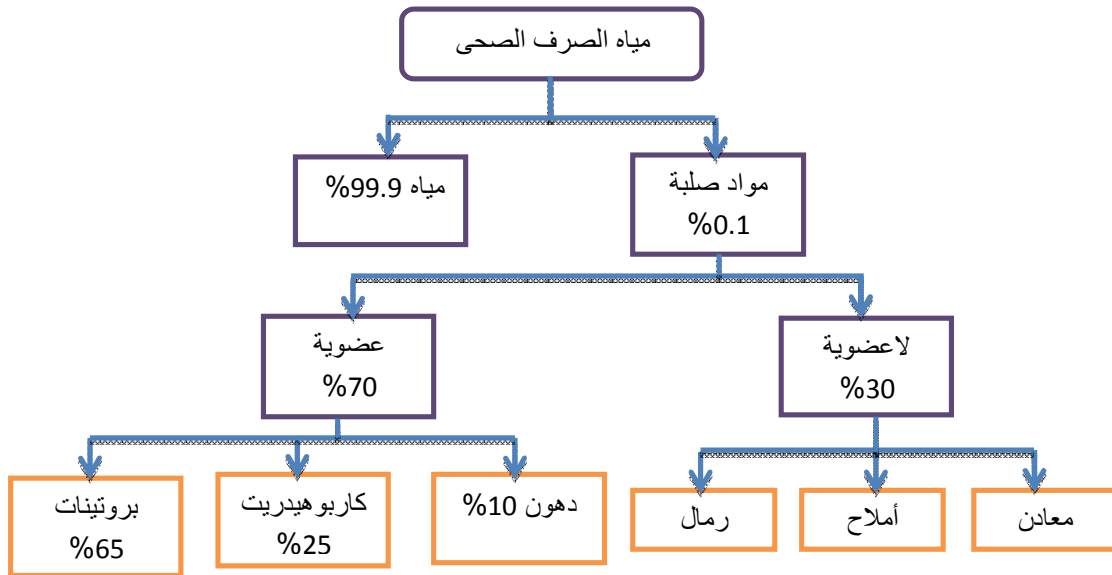 مياه الصرف الصحى
مواد صلبة
%0.1
مياه 99.9%
لاعضوية
%30
عضوية
%70
معادن
أملاح
رمال
دهون 10%
كاربوهيدريت
%25
بروتينات
%65